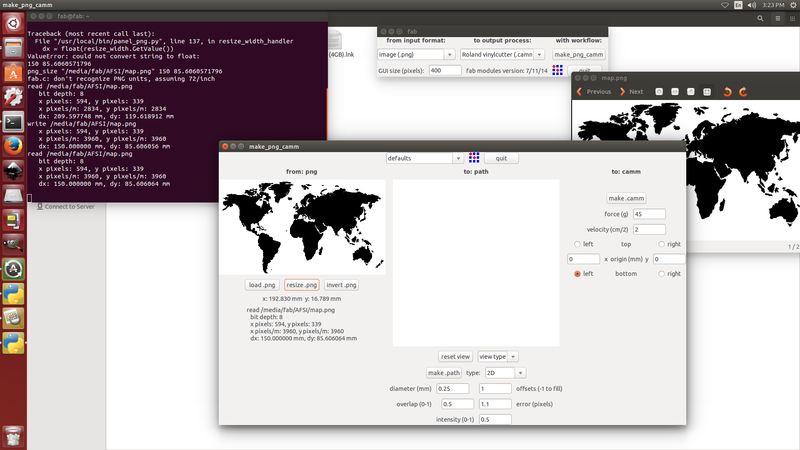 make_png_camm
En
3:23 PM
fab@fab: ~
Traceback (most recent call last):
File "/usr/local/bin/panel_png.py", line 137, in resize_width_handler
dx = float(resize_width.GetValue())
ValueError: could not convert string to float:
150 85.6060571796
png_size "/media/fab/AFSI/map.png" 150 85.6060571796
fab.c: don't recognize PNG units, assuming 72/inch
read /media/fab/AFSI/map.png
bit depth: 8
x pixels: 594, y pixels: 339
x pixels/m: 2834, y pixels/m: 2834
dx: 209.597748 mm, dy: 119.618912 mm
write /media/fab/AFSI/map.png
x pixels: 594, y pixels: 339
x pixels/m: 3960, y pixels/m: 3960
dx: 150.000000 mm, dy: 85.606056 mm
read /media/fab/AFSI/map.png
bit depth: 8
x pixels: 594, y pixels: 339
x pixels/m: 3960, y pixels/m: 3960
dx: 150.000000 mm, dy: 85.606064 mm
Connect to Server
(4GB).lnk
fab
from input format: to output process: with workflow:
image (.png) Roland vinylcutter (.camm make_png_camm
GUI size (pixels): 400 fab modules version: 7/11/14 quit
map.png
Previous Next
1 / 2
make_png_camm
defaults quit
from: png to: path to: camm
make .camm
force (g) 45
velocity (cm/2) 2
left top right
0 x origin (mm) y 0
left bottom right
load .png resize .png invert .png
x: 192.830 mm y: 16.789 mm
read /media/fab/AFSI/map.png
bit depth: 8
x pixels: 594, y pixels: 339
x pixels/m: 3960, y pixels/m: 3960
dx: 150.000000 mm, dy: 85.606064 mm
reset view view type
make .path type: 2D
diameter (mm) 0.25 1 offsets (-1 to fill)
overlap (0-1) 0.5 1.1 error (pixels)
intensity (0-1) 0.5